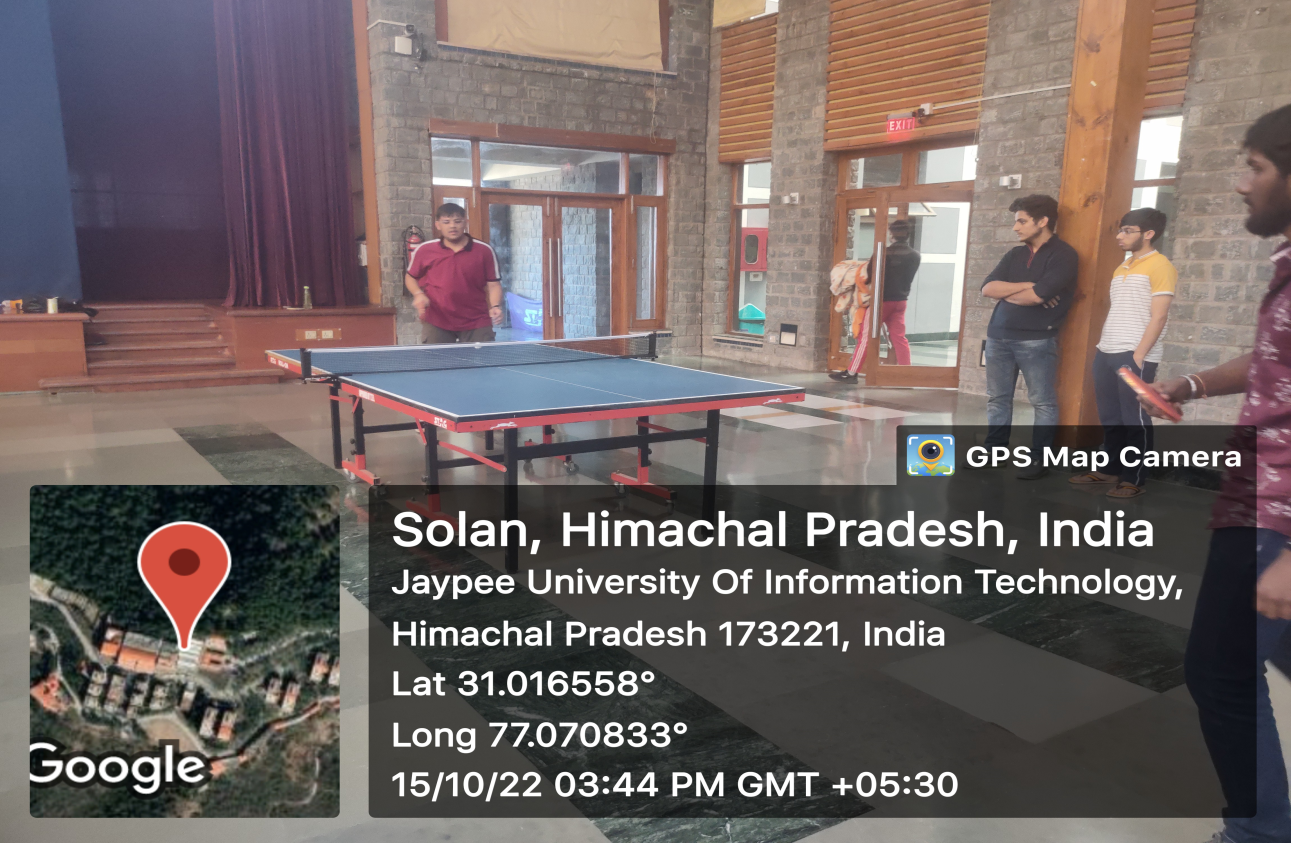 EXIT
GPS Map Camera
Solan, Himachal Pradesh, India
Jaypee University Of Information Technology,
Himachal Pradesh 173221, India
Lat 31.016558°
Long 77.070833°
15/10/22 03:44 PM GMT +05:30
Google